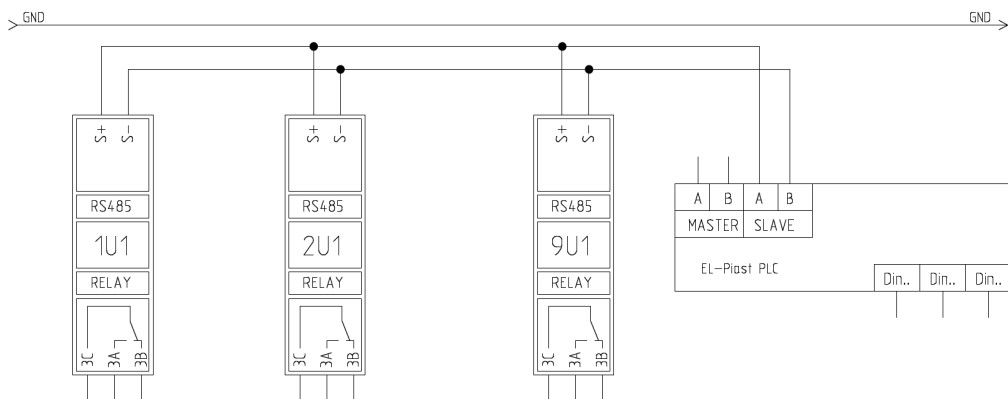 GND GND
S+ S- S+ S- S+ S-
A B A B
RS485 RS485 RS485
MASTER SLAVE
1U1 2U1 9U1
EL-Piast PLC
RELAY RELAY RELAY
Din.. Din.. Din..
3C 3A 3B 3C 3A 3B 3C 3A 3B